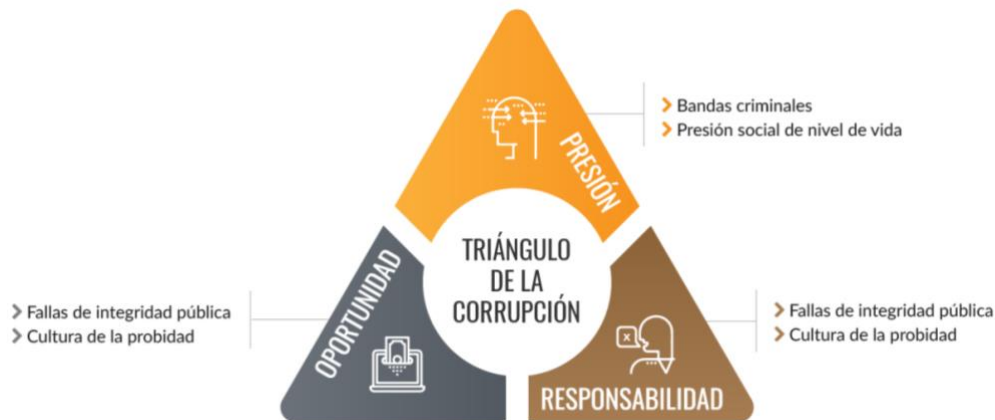 Bandas criminales
Presión social de nivel de vida
PRESIÓN
TRIÁNGULO
DE LA
CORRUPCIÓN
OPORTUNIDAD
Fallas de integridad pública
Cultura de la probidad
X
RESPONSABILIDAD
Fallas de integridad pública
Cultura de la probidad